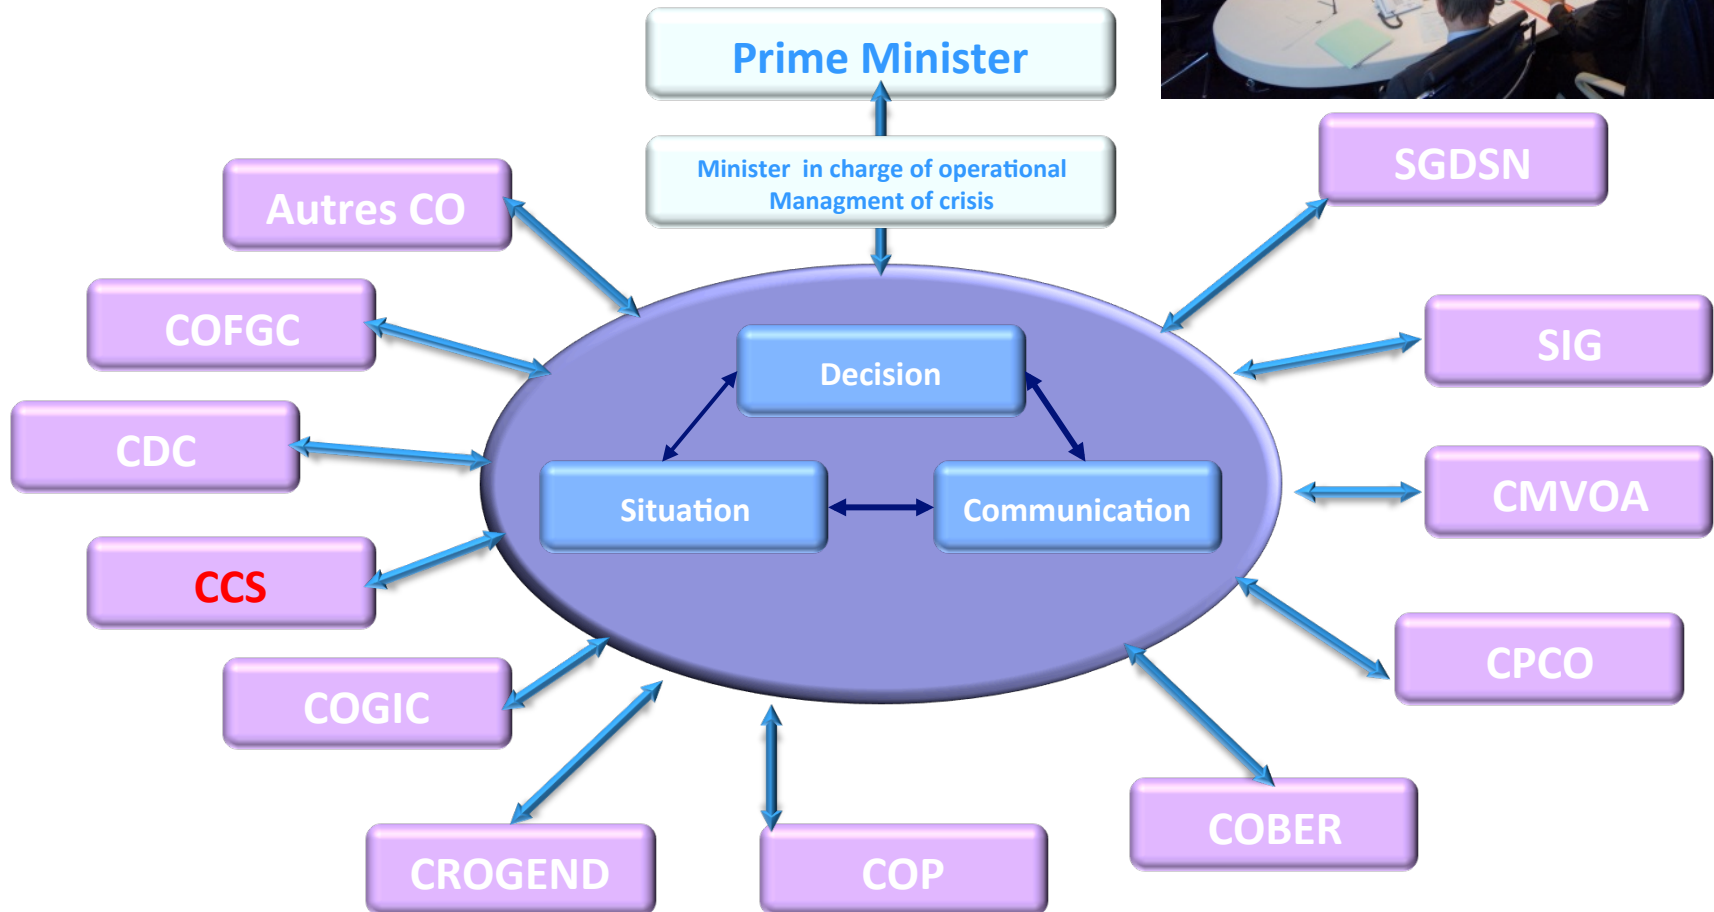 Prime Minister
Minister in charge of operational
Managment of crisis
SGDSN
Autres CO
COFGC
SIG
Decision
CDC
CMVOA
Situation
Communication
CCS
CPCO
COGIC
COBER
CROGEND
COP